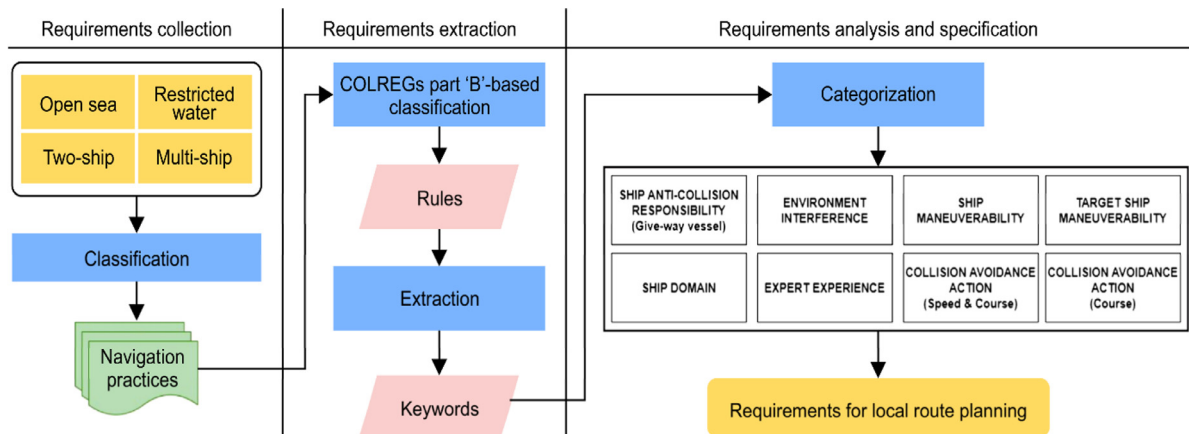 Requirements collection
Open sea
Restricted
water
Two-ship
Multi-ship
Classification
Navigation
practices
Requirements extraction
COLREGs part ‘B’-based
classification
Rules
Extraction
Keywords
Requirements analysis and specification
Categorization
SHIP ANTI-COLLISION
RESPONSIBILITY
(Give-way vessel)
ENVIRONMENT
INTERFERENCE
SHIP
MANEUVERABILITY
TARGET SHIP
MANEUVERABILITY
SHIP DOMAIN
EXPERT EXPERIENCE
COLLISION AVOIDANCE
ACTION
(Speed & Course)
COLLISION AVOIDANCE
ACTION
(Course)
Requirements for local route planning